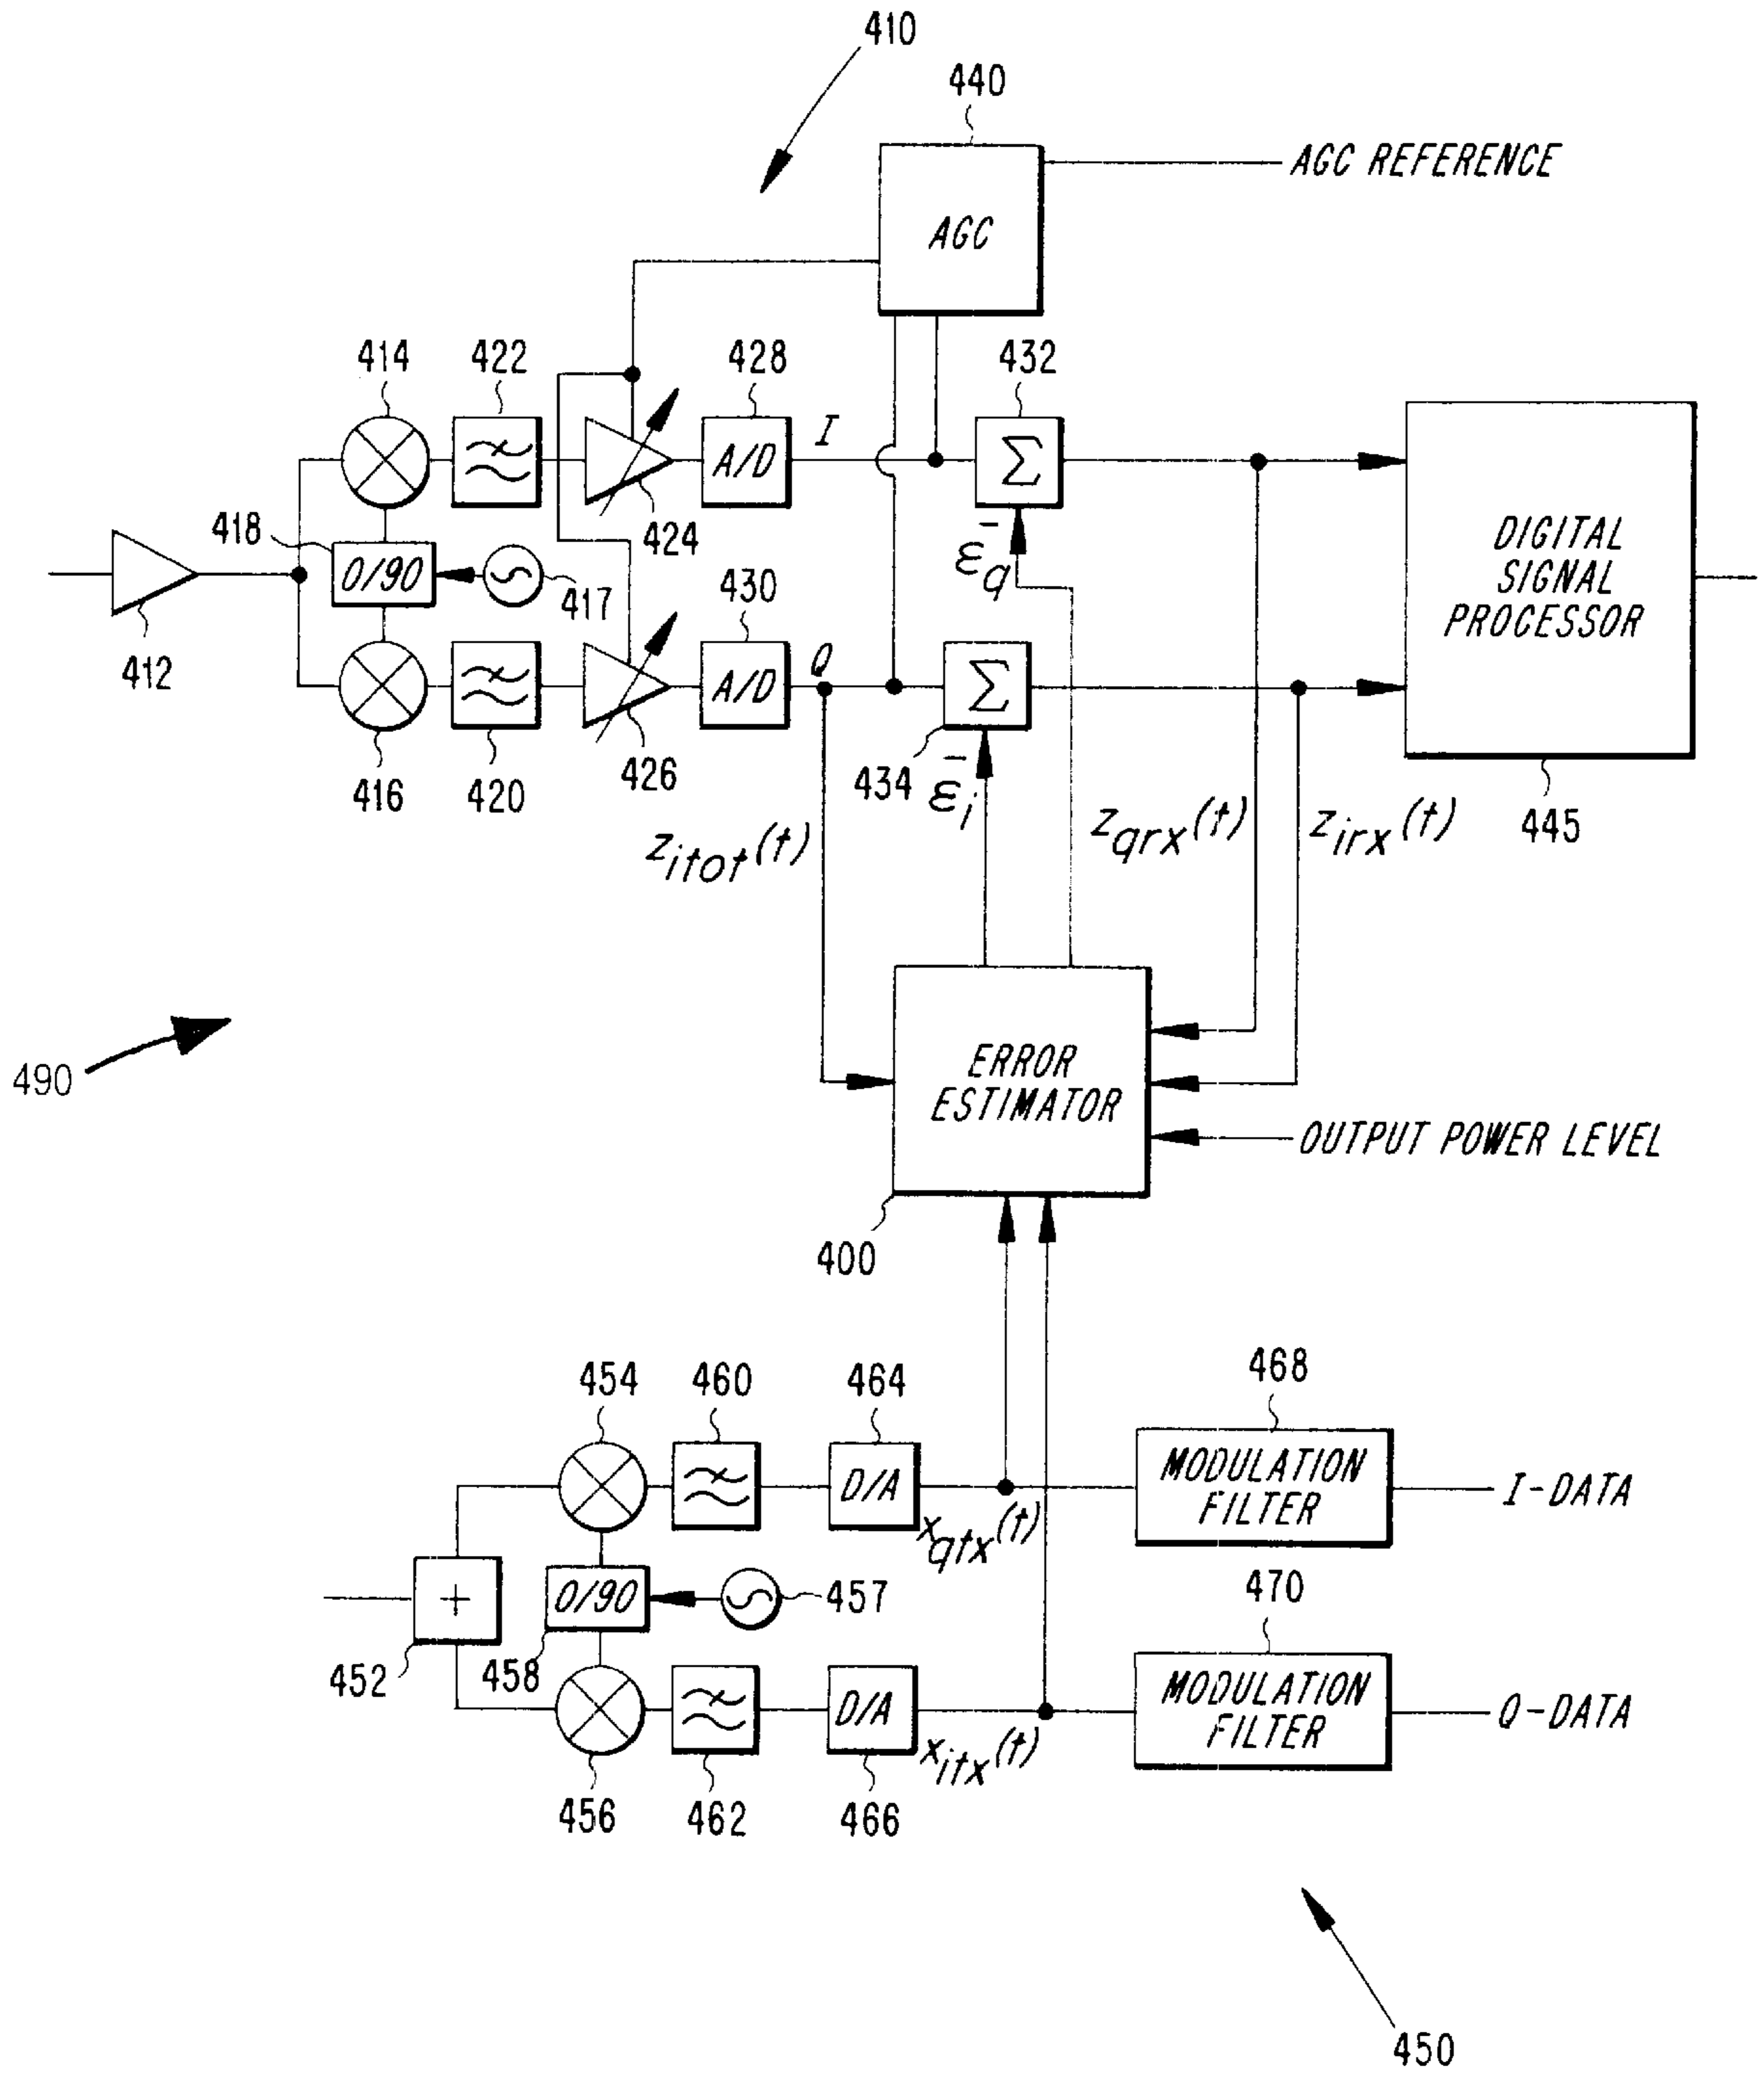 410
440
AGC REFERENCE
AGC
414
422
428
432
I
A/D
Σ
424
DIGITAL
SIGNAL
PROCESSOR
418
0/90
417
ε̄q
430
412
Q
A/D
Σ
416
420
426
434
ε̄i
zitot(t)
zqrx(t)
zirx(t)
445
490
ERROR
ESTIMATOR
OUTPUT POWER LEVEL
400
454
460
464
468
D/A
MODULATION
FILTER
I-DATA
xqtx(t)
+
0/90
457
470
452
458
D/A
MODULATION
FILTER
Q-DATA
xitx(t)
456
462
466
450